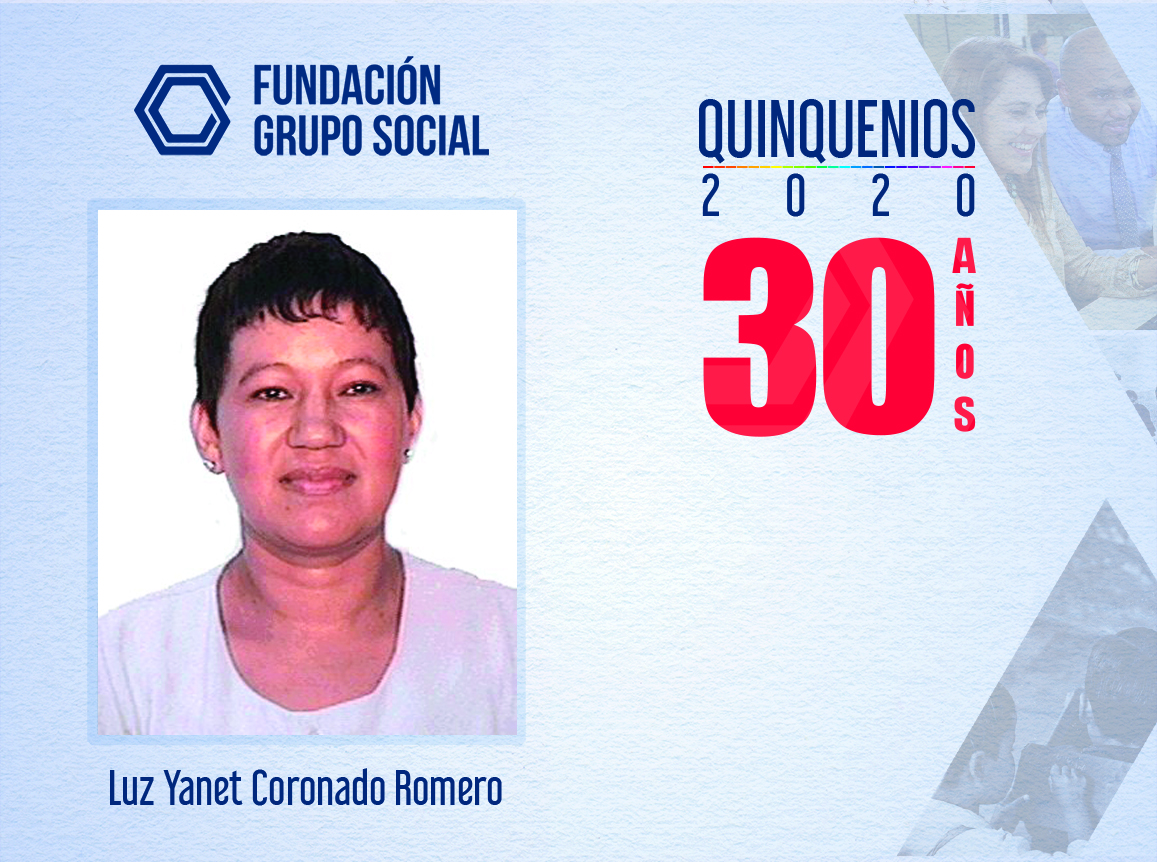 FUNDACIÓN
GRUPO SOCIAL
QUINQUENIOS
2020
30 AÑOS
Luz Yanet Coronado Romero